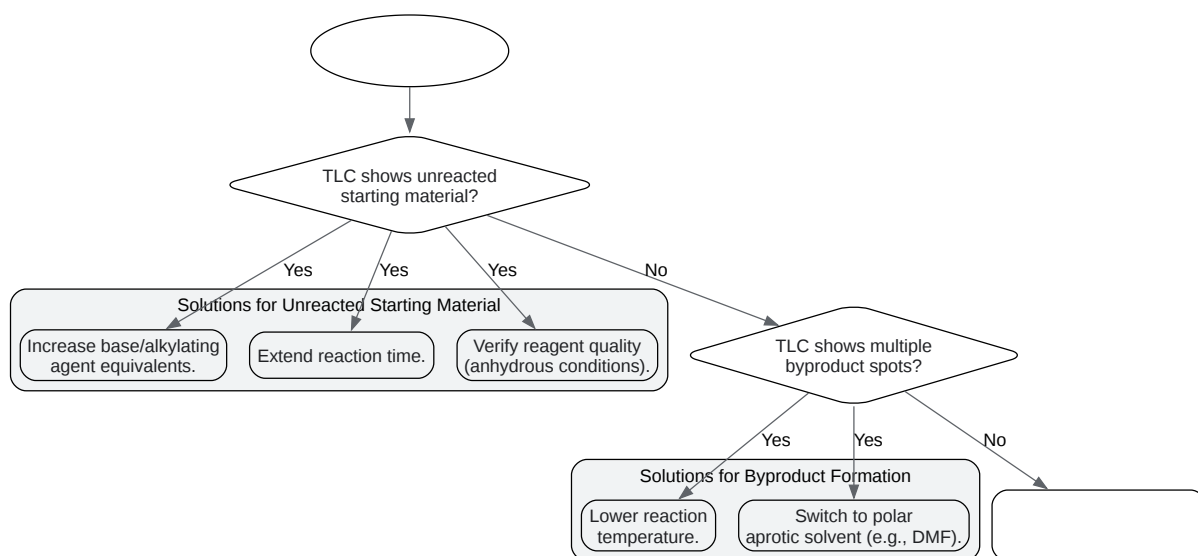 TLC shows unreacted
starting material?
Yes
Yes
Yes
No
Solutions for Unreacted Starting Material
Increase base/alkylating
agent equivalents.
Extend reaction time.
Verify reagent quality
(anhydrous conditions).
TLC shows multiple
byproduct spots?
Yes
Yes
No
Solutions for Byproduct Formation
Lower reaction
temperature.
Switch to polar
aprotic solvent (e.g., DMF).